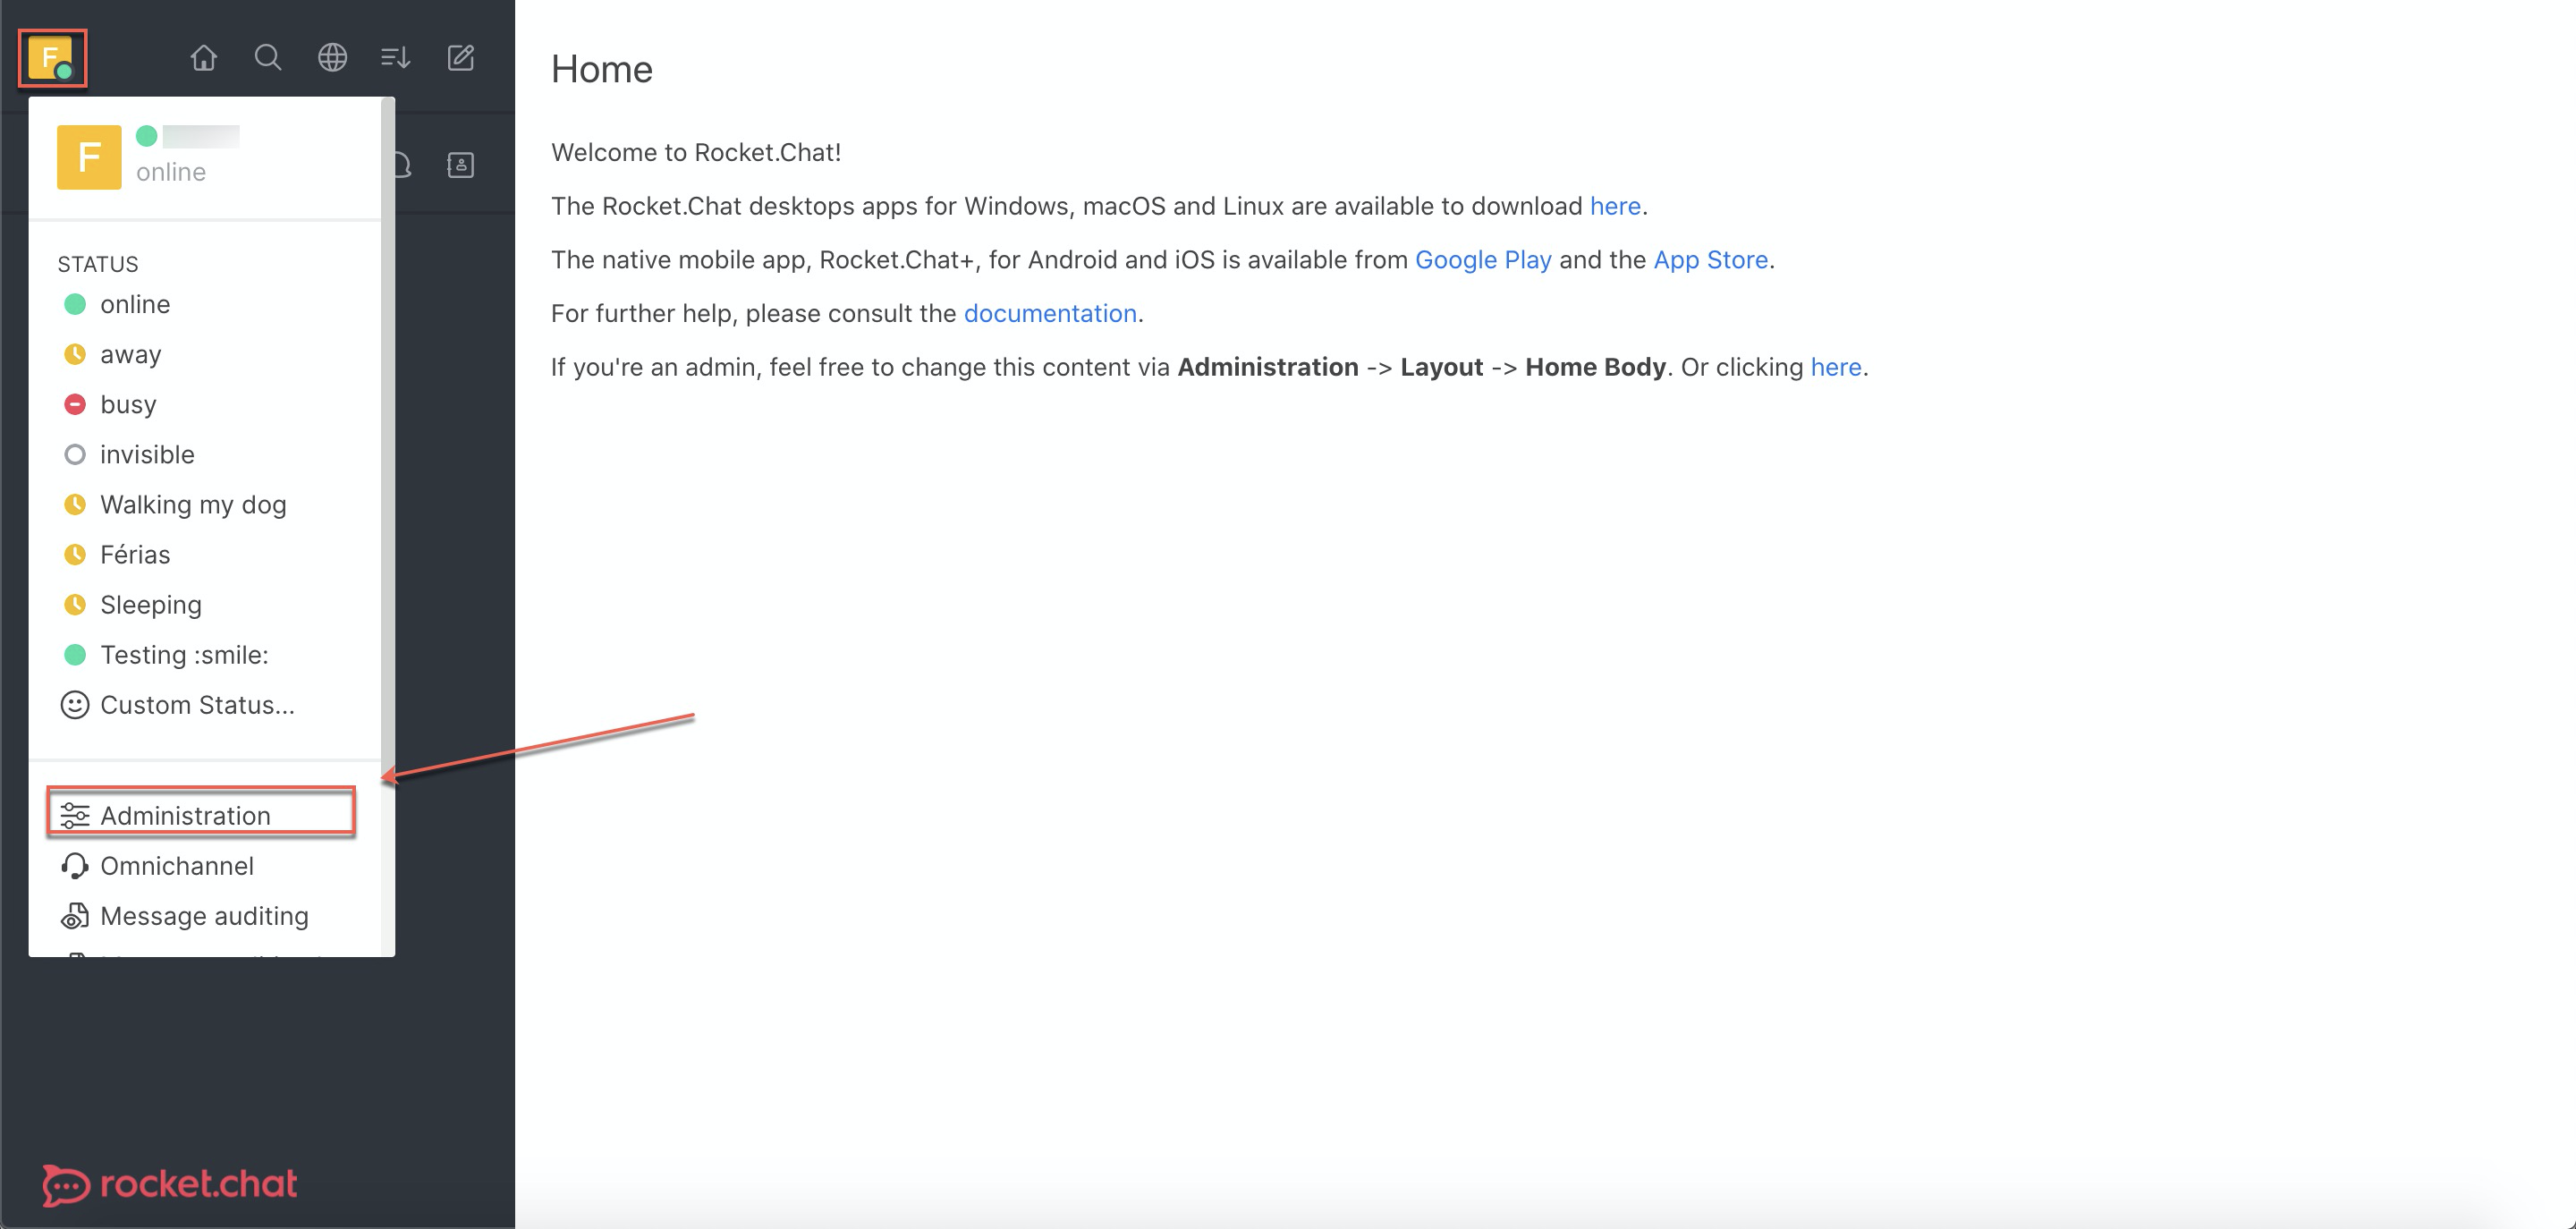 F
F
online
STATUS
online
away
busy
invisible
Walking my dog
Férias
Sleeping
Testing :smile:
Custom Status...
Administration
Omnichannel
Message auditing
rocket.chat
Home
Welcome to Rocket.Chat!
The Rocket.Chat desktops apps for Windows, macOS and Linux are available to download here.
The native mobile app, Rocket.Chat+, for Android and iOS is available from Google Play and the App Store.
For further help, please consult the documentation.
If you're an admin, feel free to change this content via Administration -> Layout -> Home Body. Or clicking here.